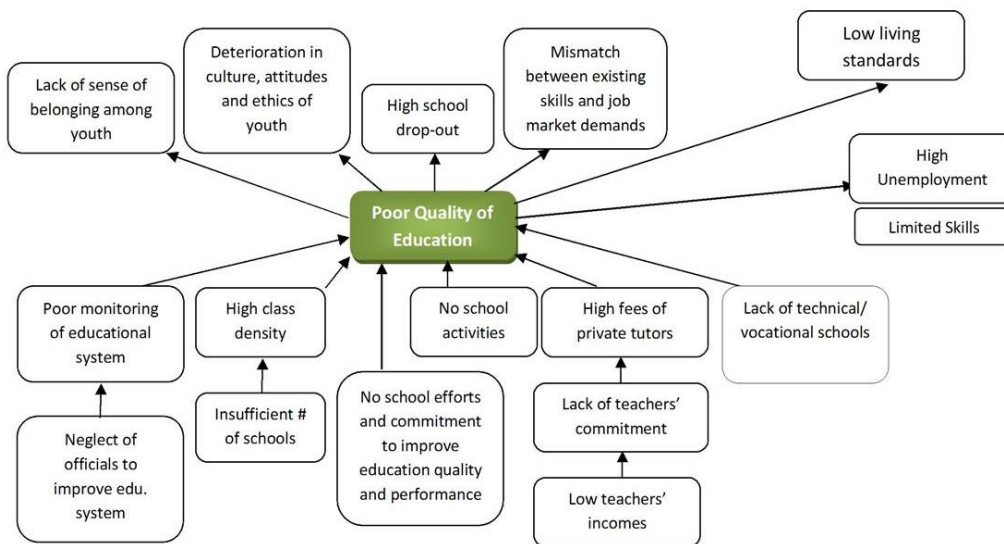 Lack of sense of
belonging among
youth
Deterioration in
culture, attitudes
and ethics of
youth
High school
drop-out
Mismatch
between existing
skills and job
market demands
Low living
standards
High
Unemployment
Limited Skills
Poor Quality of
Education
Poor monitoring
of educational
system
High class
density
No school
activities
High fees of
private tutors
Lack of technical/
vocational schools
Neglect of
officials to
improve edu.
system
Insufficient #
of schools
No school efforts
and commitment
to improve
education quality
and performance
Lack of teachers’
commitment
Low teachers’
incomes